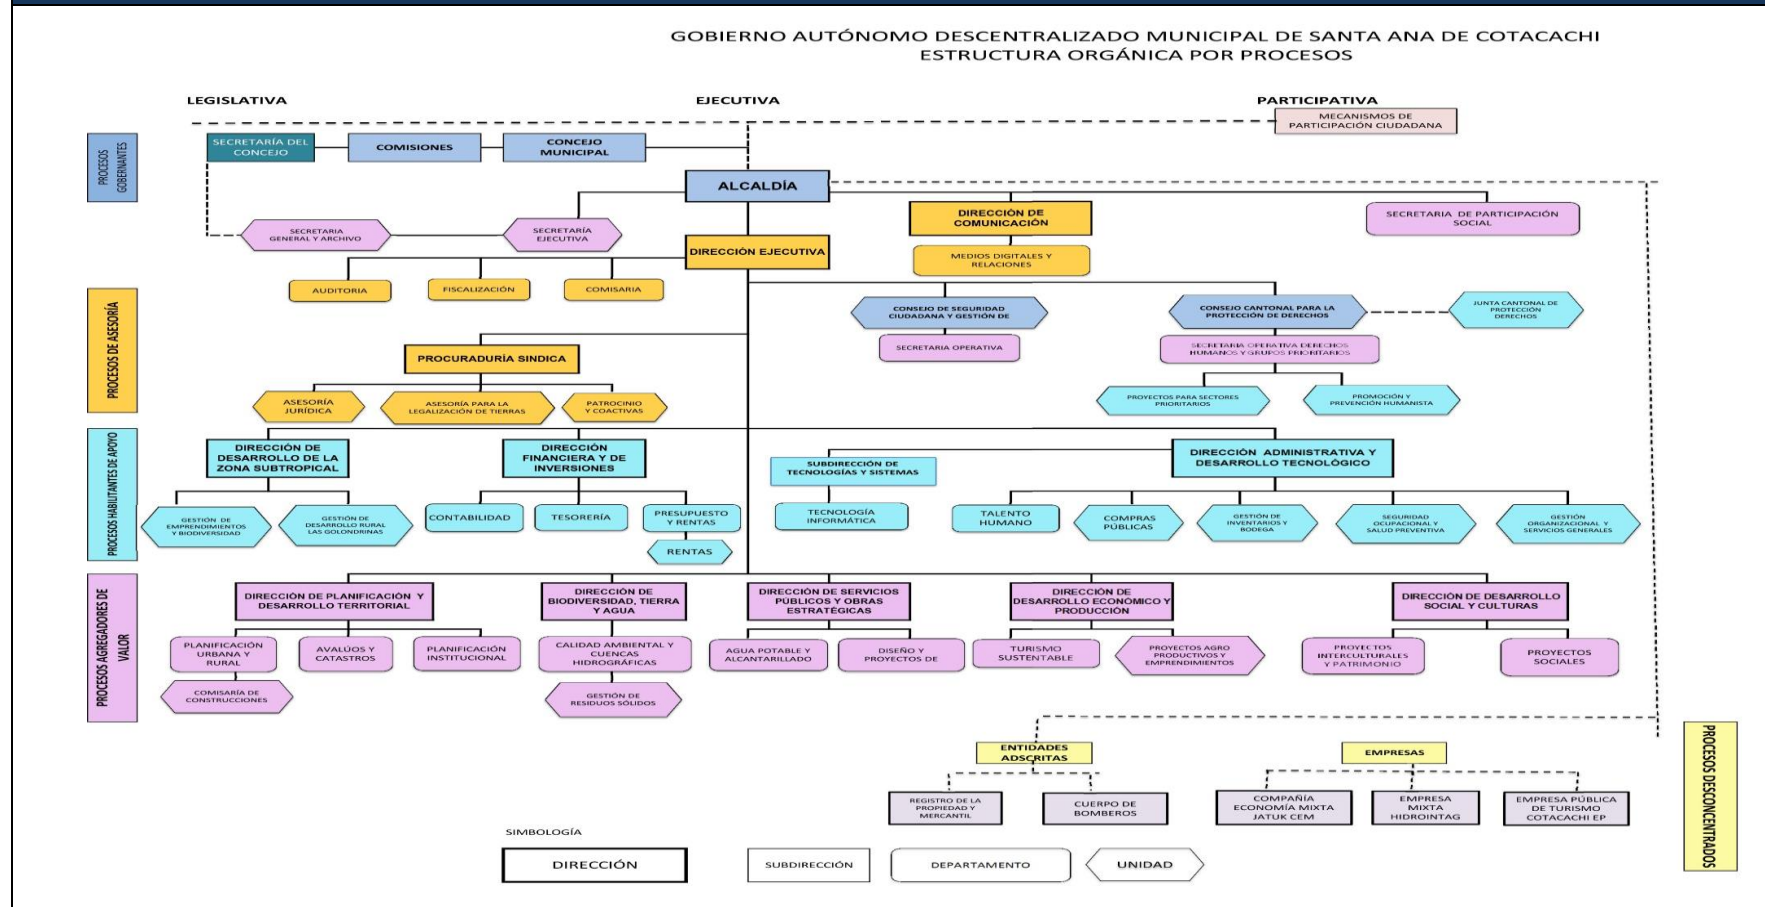 GOBIERNO AUTÓNOMO DESCENTRALIZADO MUNICIPAL DE SANTA ANA DE COTACACHI
ESTRUCTURA ORGÁNICA POR PROCESOS
LEGISLATIVA
EJECUTIVA
PARTICIPATIVA
MECANISMOS DE
PARTICIPACIÓN CIUDADANA
PROCESOS
GOBERNANTES
SECRETARÍA DEL
CONCEJO
COMISIONES
CONCEJO
MUNICIPAL
ALCALDÍA
SECRETARIA
GENERAL Y ARCHIVO
SECRETARÍA
EJECUTIVA
DIRECCIÓN DE
COMUNICACIÓN
SECRETARIA DE PARTICIPACIÓN
SOCIAL
DIRECCIÓN EJECUTIVA
MEDIOS DIGITALES Y
RELACIONES
AUDITORIA
FISCALIZACIÓN
COMISARIA
PROCESOS DE ASESORÍA
CONSEJO DE SEGURIDAD
CIUDADANA Y GESTIÓN DE
CONSEJO CANTONAL PARA LA
PROTECCIÓN DE DERECHOS
JUNTA CANTONAL DE
PROTECCIÓN
DERECHOS
SECRETARIA OPERATIVA
SECRETARIA OPERATIVA DERECHOS
HUMANOS Y GRUPOS PRIORITARIOS
PROCURADURÍA SINDICA
ASESORÍA
JURÍDICA
ASESORÍA PARA LA
LEGALIZACIÓN DE TIERRAS
PATROCINIO
Y COACTIVAS
PROYECTOS PARA SECTORES
PRIORITARIOS
PROMOCIÓN Y
PREVENCIÓN HUMANISTA
PROCESOS HABILITANTES DE APOYO
DIRECCIÓN DE
DESARROLLO DE LA
ZONA SUBTROPICAL
DIRECCIÓN
FINANCIERA Y DE
INVERSIONES
SUBDIRECCIÓN DE
TECNOLOGÍAS Y SISTEMAS
DIRECCIÓN ADMINISTRATIVA Y
DESARROLLO TECNOLÓGICO
GESTIÓN DE
EMPRENDIMIENTOS
Y BIODIVERSIDAD
GESTIÓN DE
DESARROLLO RURAL
LAS GOLONDRINAS
CONTABILIDAD
TESORERÍA
PRESUPUESTO
Y RENTAS
RENTAS
TECNOLOGÍA
INFORMÁTICA
TALENTO
HUMANO
COMPRAS
PÚBLICAS
GESTIÓN DE
INVENTARIOS Y
BODEGA
SEGURIDAD
OCUPACIONAL Y
SALUD PREVENTIVA
GESTIÓN
ORGANIZACIONAL Y
SERVICIOS GENERALES
PROCESOS AGREGADORES DE
VALOR
DIRECCIÓN DE PLANIFICACIÓN Y
DESARROLLO TERRITORIAL
DIRECCIÓN DE
BIODIVERSIDAD, TIERRA
Y AGUA
DIRECCIÓN DE SERVICIOS
PÚBLICOS Y OBRAS
ESTRATÉGICAS
DIRECCIÓN DE
DESARROLLO ECONÓMICO Y
PRODUCCIÓN
DIRECCIÓN DE DESARROLLO
SOCIAL Y CULTURAS
PLANIFICACIÓN
URBANA Y
RURAL
AVALÚOS Y
CATASTROS
PLANIFICACIÓN
INSTITUCIONAL
CALIDAD AMBIENTAL Y
CUENCAS
HIDROGRÁFICAS
AGUA POTABLE Y
ALCANTARILLADO
DISEÑO Y
PROYECTOS DE
TURISMO
SUSTENTABLE
PROYECTOS AGRO
PRODUCTIVOS Y
EMPRENDIMIENTOS
PROYECTOS
INTERCULTURALES
Y PATRIMONIO
PROYECTOS
SOCIALES
COMISARÍA DE
CONSTRUCCIONES
GESTIÓN DE
RESIDUOS SÓLIDOS
PROCESOS DESCONCENTRADOS
ENTIDADES
ADSCRITAS
EMPRESAS
REGISTRO DE LA
PROPIEDAD Y
MERCANTIL
CUERPO DE
BOMBEROS
COMPAÑÍA
ECONOMÍA MIXTA
JATUK CEM
EMPRESA
MIXTA
HIDROINTAG
EMPRESA PÚBLICA
DE TURISMO
COTACACHI EP
SIMBOLOGÍA
DIRECCIÓN
SUBDIRECCIÓN
DEPARTAMENTO
UNIDAD